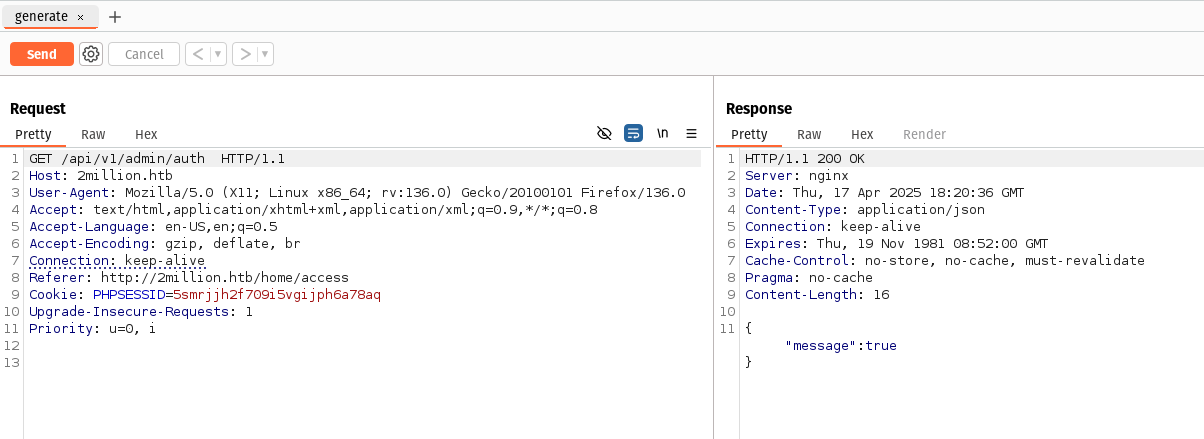 generate ×  +
Send Cancel < >
Request
Pretty Raw Hex \n
1 GET /api/v1/admin/auth  HTTP/1.1
2 Host: 2million.htb
3 User-Agent: Mozilla/5.0 (X11; Linux x86_64; rv:136.0) Gecko/20100101 Firefox/136.0
4 Accept: text/html,application/xhtml+xml,application/xml;q=0.9,*/*;q=0.8
5 Accept-Language: en-US,en;q=0.5
6 Accept-Encoding: gzip, deflate, br
7 Connection: keep-alive
8 Referer: http://2million.htb/home/access
9 Cookie: PHPSESSID=5smrjjh2f709i5vgijph6a78aq
10 Upgrade-Insecure-Requests: 1
11 Priority: u=0, i
12
13
Response
Pretty Raw Hex Render
1 HTTP/1.1 200 OK
2 Server: nginx
3 Date: Thu, 17 Apr 2025 18:20:36 GMT
4 Content-Type: application/json
5 Connection: keep-alive
6 Expires: Thu, 19 Nov 1981 08:52:00 GMT
7 Cache-Control: no-store, no-cache, must-revalidate
8 Pragma: no-cache
9 Content-Length: 16
10
11 {
"message":true
}